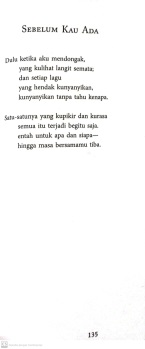 SEBELUM KAU ADA
Dulu ketika aku mendongak,
yang kulihat langit semata;
dan setiap lagu
yang hendak kunyanyikan,
kunyanyikan tanpa tahu kenapa.
Satu-satunya yang kupikir dan kurasa
semua itu terjadi begitu saja.
entah untuk apa dan siapa—
hingga masa bersamamu tiba.
135